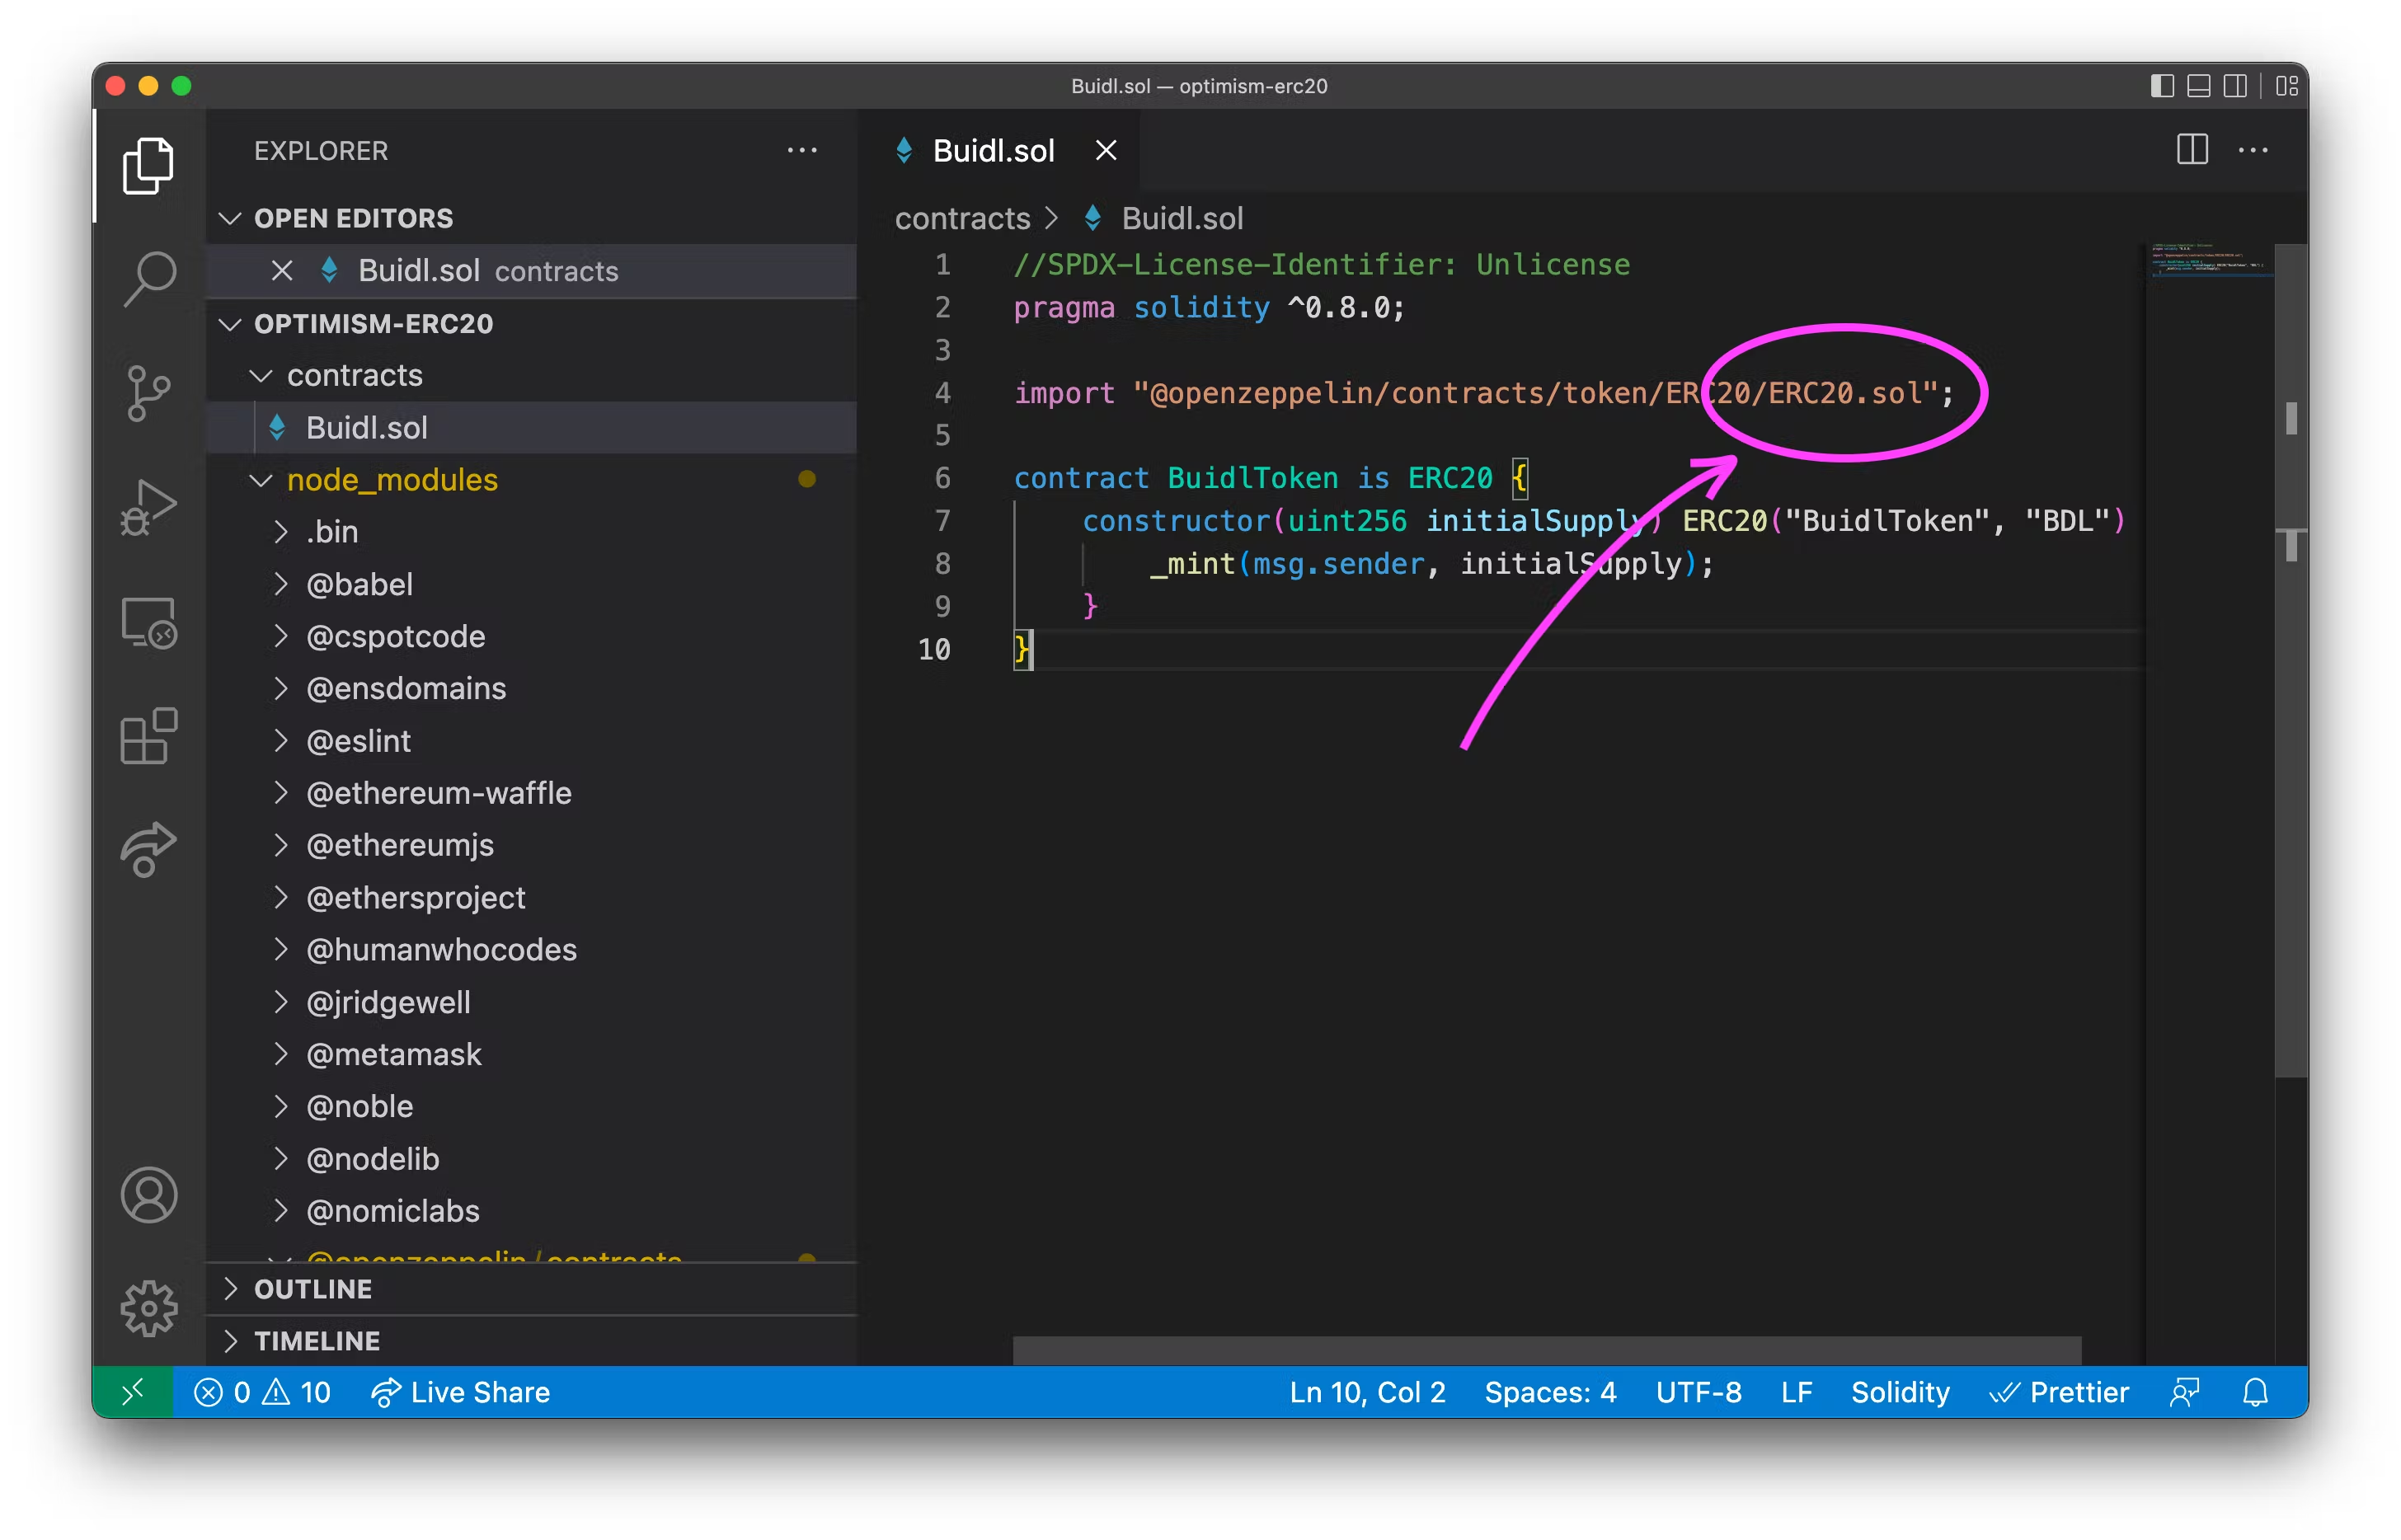 Buidl.sol — optimism-erc20
EXPLORER
OPEN EDITORS
Buidl.sol contracts
OPTIMISM-ERC20
contracts
Buidl.sol
node_modules
.bin
@babel
@cspotcode
@ensdomains
@eslint
@ethereum-waffle
@ethereumjs
@ethersproject
@humanwhocodes
@jridgewell
@metamask
@noble
@nodelib
@nomiclabs
@openzeppelin/contracts
OUTLINE
TIMELINE
Buidl.sol
contracts > Buidl.sol
1 //SPDX-License-Identifier: Unlicense
2 pragma solidity ^0.8.0;
3
4 import "@openzeppelin/contracts/token/ERC20/ERC20.sol";
5
6 contract BuidlToken is ERC20 {
7 constructor(uint256 initialSupply) ERC20("BuidlToken", "BDL")
8 _mint(msg.sender, initialSupply);
9 }
10 }
0 10 Live Share Ln 10, Col 2 Spaces: 4 UTF-8 LF Solidity Prettier